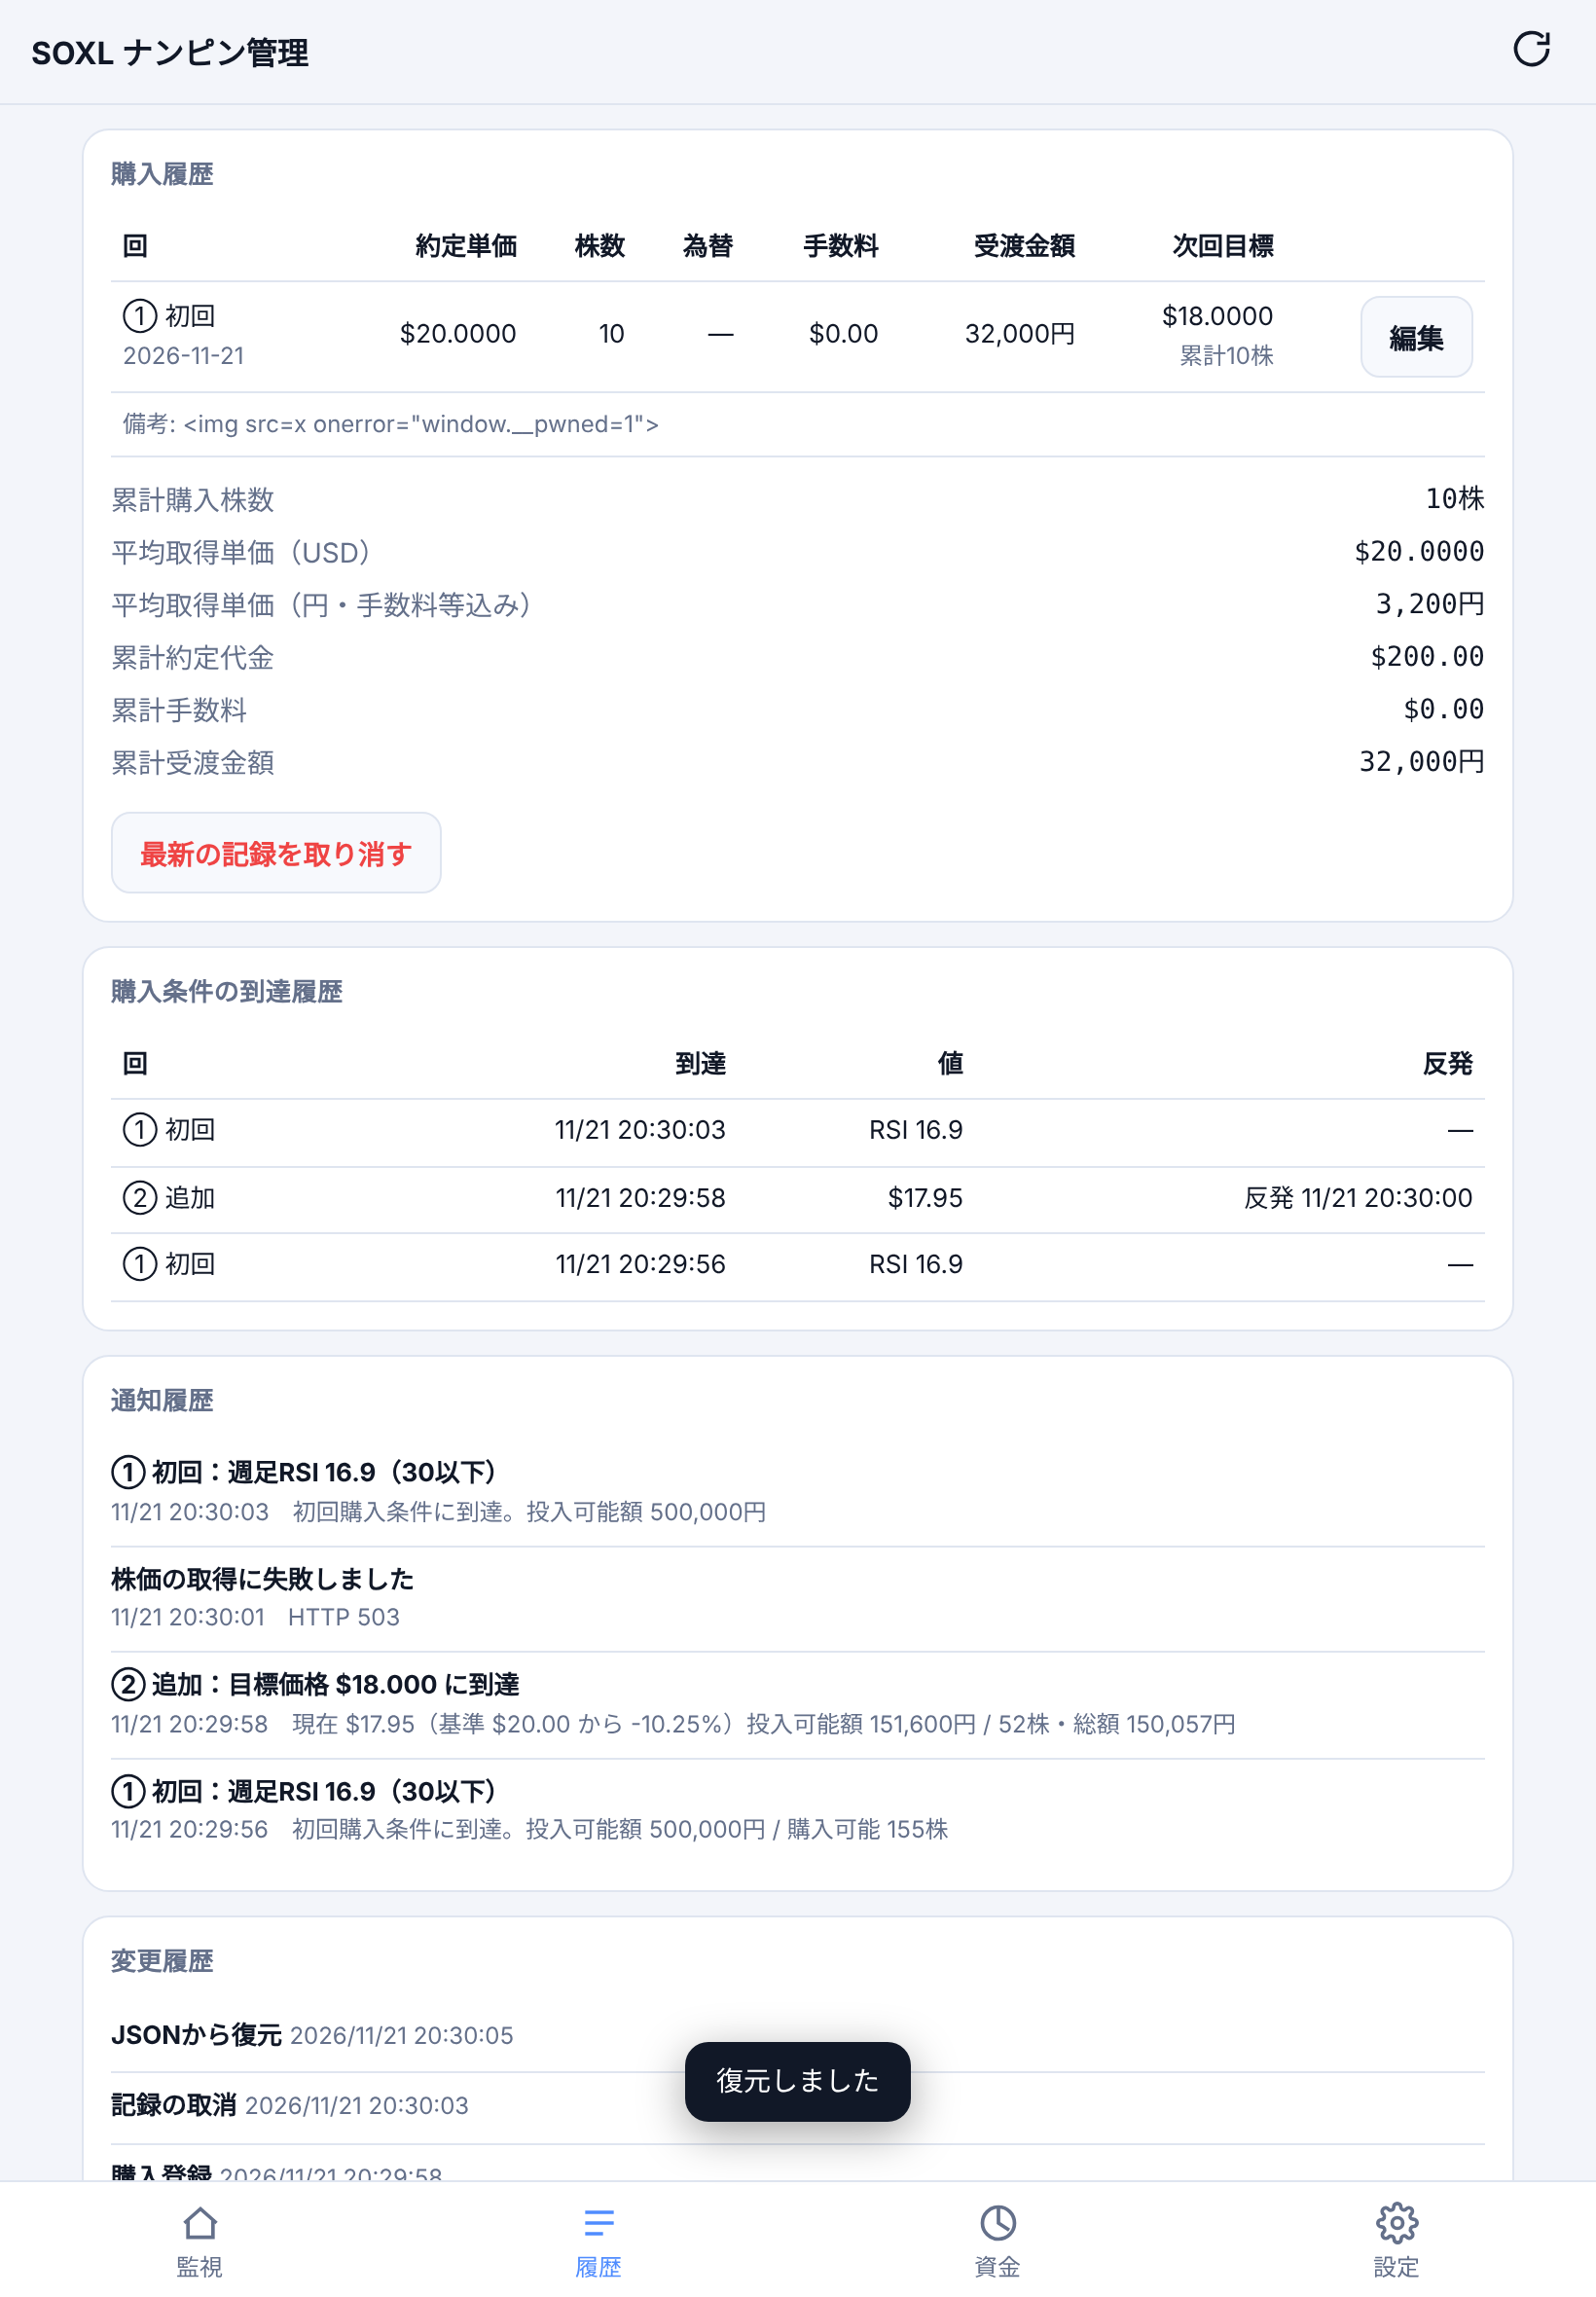 SOXL ナンピン管理
購入履歴
回 約定単価 株数 為替 手数料 受渡金額 次回目標
① 初回 $20.0000 10 — $0.00 32,000円 $18.0000 編集
2026-11-21 累計10株
備考: <img src=x onerror="window.__pwned=1">
累計購入株数 10株
平均取得単価（USD） $20.0000
平均取得単価（円・手数料等込み） 3,200円
累計約定代金 $200.00
累計手数料 $0.00
累計受渡金額 32,000円
最新の記録を取り消す
購入条件の到達履歴
回 到達 値 反発
① 初回 11/21 20:30:03 RSI 16.9 —
② 追加 11/21 20:29:58 $17.95 反発 11/21 20:30:00
① 初回 11/21 20:29:56 RSI 16.9 —
通知履歴
① 初回：週足RSI 16.9（30以下）
11/21 20:30:03 初回購入条件に到達。投入可能額 500,000円
株価の取得に失敗しました
11/21 20:30:01 HTTP 503
② 追加：目標価格 $18.000 に到達
11/21 20:29:58 現在 $17.95（基準 $20.00 から -10.25%）投入可能額 151,600円 / 52株・総額 150,057円
① 初回：週足RSI 16.9（30以下）
11/21 20:29:56 初回購入条件に到達。投入可能額 500,000円 / 購入可能 155株
変更履歴
JSONから復元 2026/11/21 20:30:05
復元しました
記録の取消 2026/11/21 20:30:03
購入登録 2026/11/21 20:29:58
監視 履歴 資金 設定